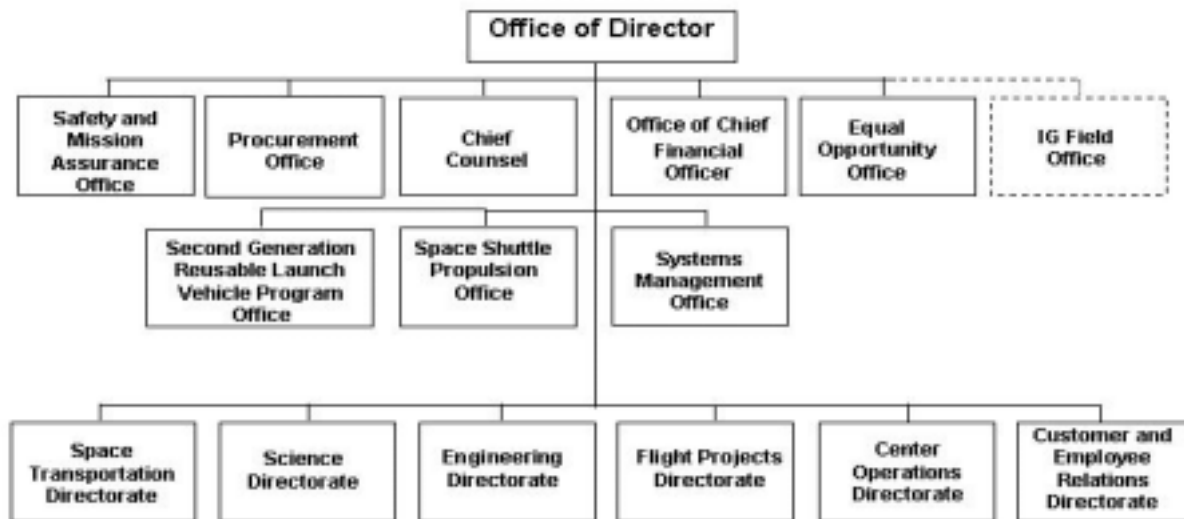 Office of Director
Safety and
Mission
Assurance
Office
Procurement
Office
Chief
Counsel
Office of Chief
Financial
Officer
Equal
Opportunity
Office
IG Field
Office
Second Generation
Reusable Launch
Vehicle Program
Office
Space Shuttle
Propulsion
Office
Systems
Management
Office
Space
Transportation
Directorate
Science
Directorate
Engineering
Directorate
Flight Projects
Directorate
Center
Operations
Directorate
Customer and
Employee
Relations
Directorate